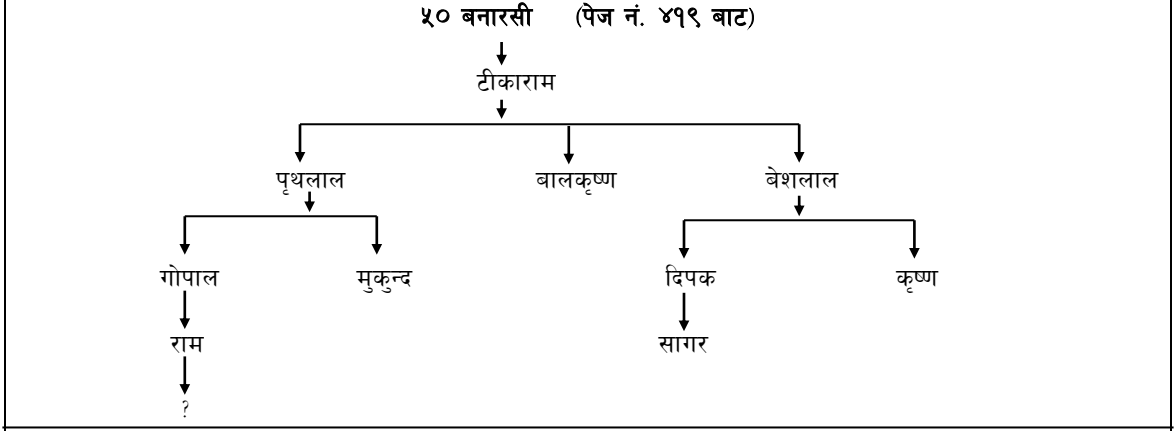 ५० बनारसी (पेज नं. ४१९ बाट)
टीकाराम
पृथलाल बालकृष्ण बेशलाल
गोपाल मुकुन्द दिपक कृष्ण
राम सागर
?